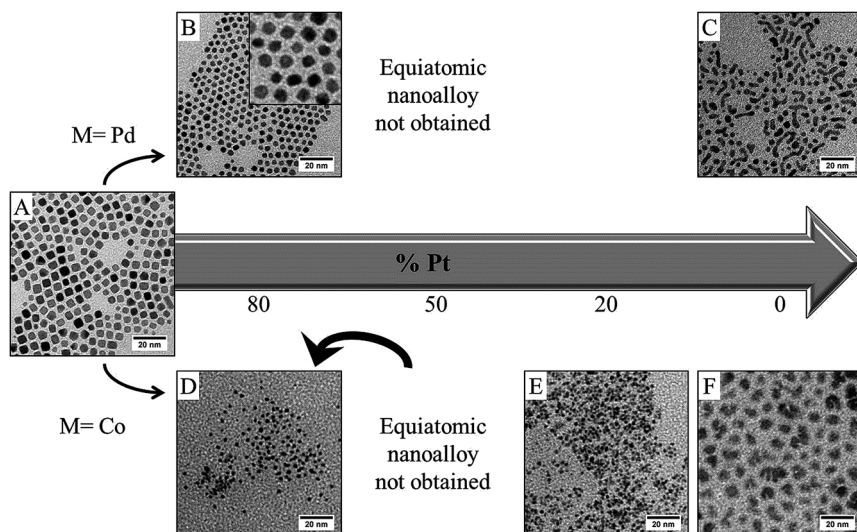 B
20 nm
Equiatomic
nanoalloy
not obtained
C
20 nm
M= Pd
A
20 nm
% Pt
80
50
20
0
M= Co
D
20 nm
Equiatomic
nanoalloy
not obtained
E
20 nm
F
20 nm